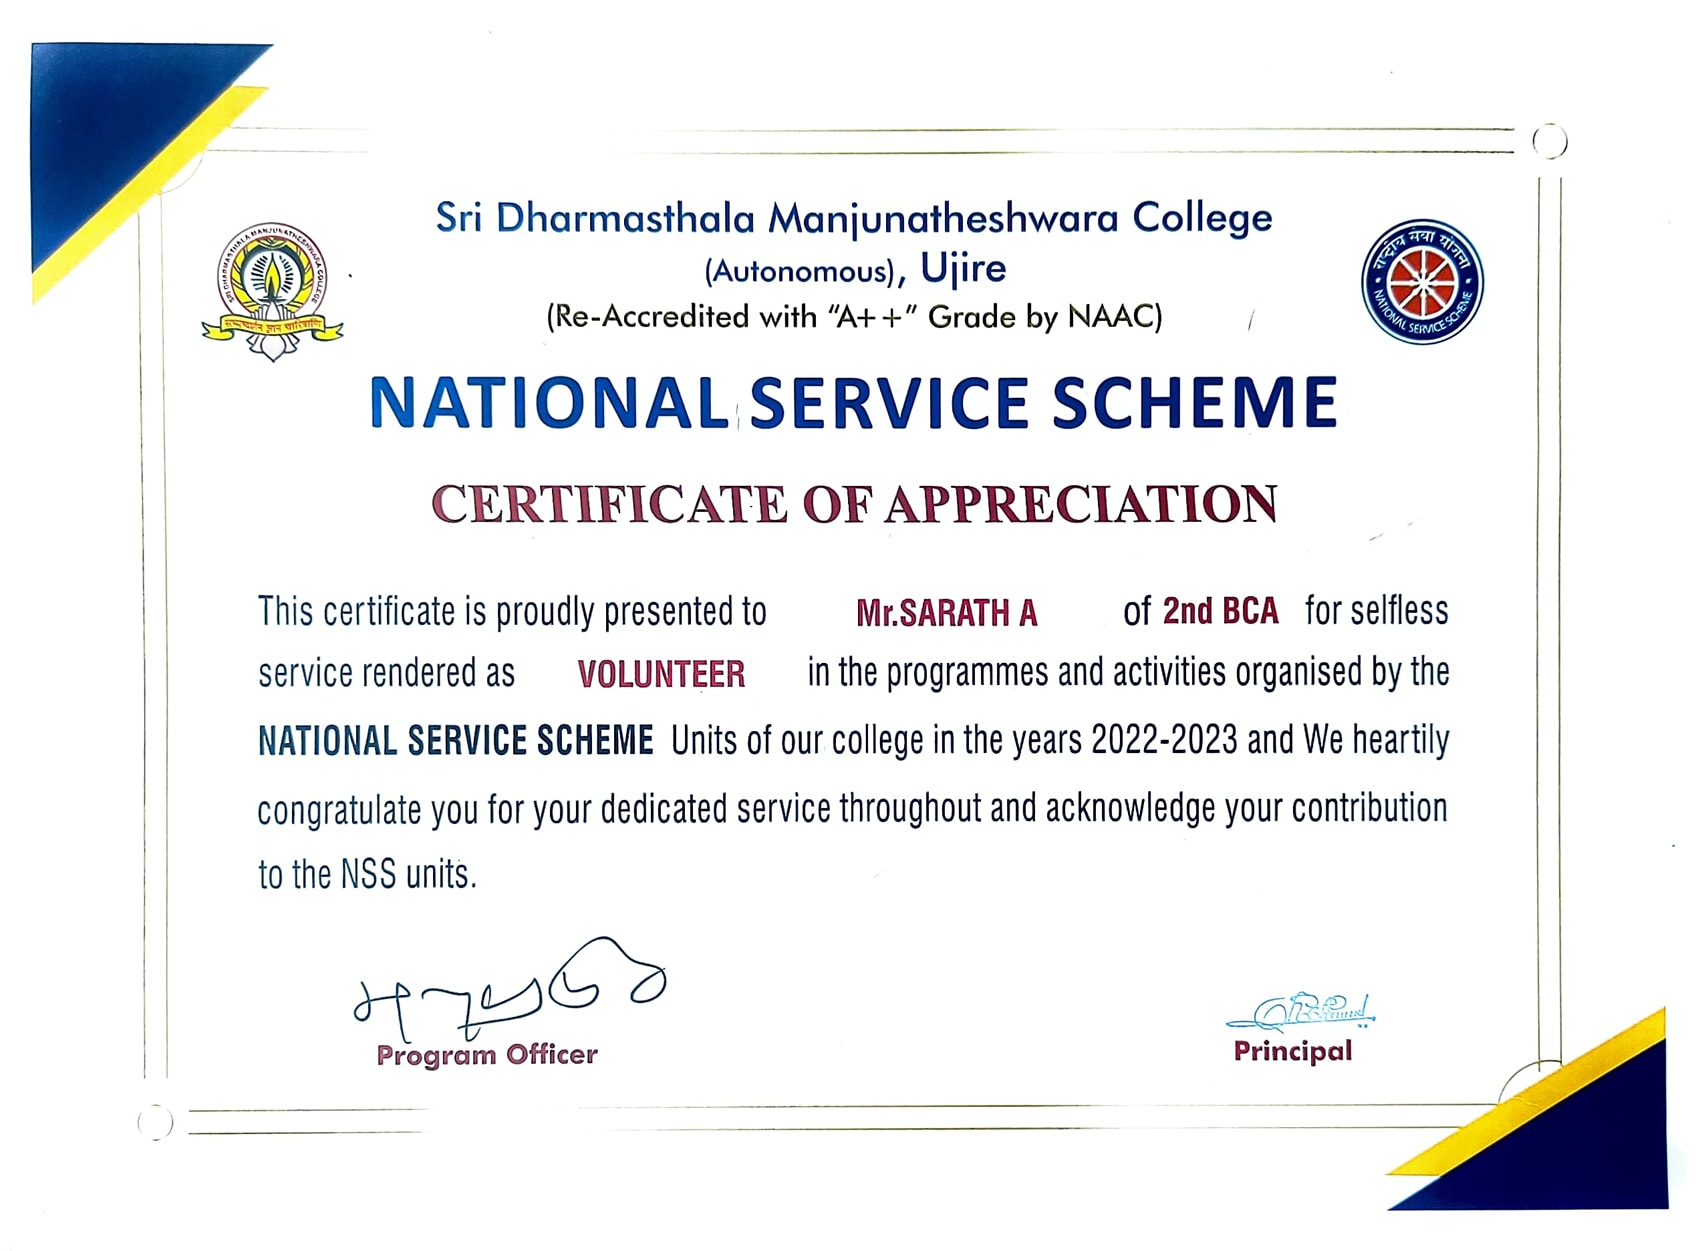 Sri Dharmasthala Manjunatheshwara College
(Autonomous), Ujire
(Re-Accredited with “A++” Grade by NAAC)
SRI DHARMASTHALA MANJUNATHESHWARA COLLEGE
राष्ट्रीय सेवा योजना
NATIONAL SERVICE SCHEME
NATIONAL SERVICE SCHEME
CERTIFICATE OF APPRECIATION
This certificate is proudly presented to Mr.SARATH A of 2nd BCA for selfless
service rendered as VOLUNTEER in the programmes and activities organised by the
NATIONAL SERVICE SCHEME Units of our college in the years 2022-2023 and We heartily
congratulate you for your dedicated service throughout and acknowledge your contribution
to the NSS units.
Program Officer
Principal